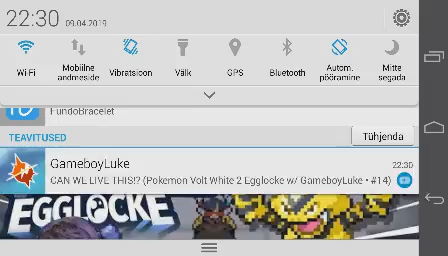 22:30 09.04.2019
Wi-Fi
Mobiilne andmeside
Vibratsioon
Välk
GPS
Bluetooth
Autom. pööramine
Mitte segada
FundoBracelet
TEAVITUSED Tühjenda
GameboyLuke 22:30
CAN WE LIVE THIS!? (Pokemon Volt White 2 Egglocke w/ GameboyLuke • #14)
EGGLOCKE